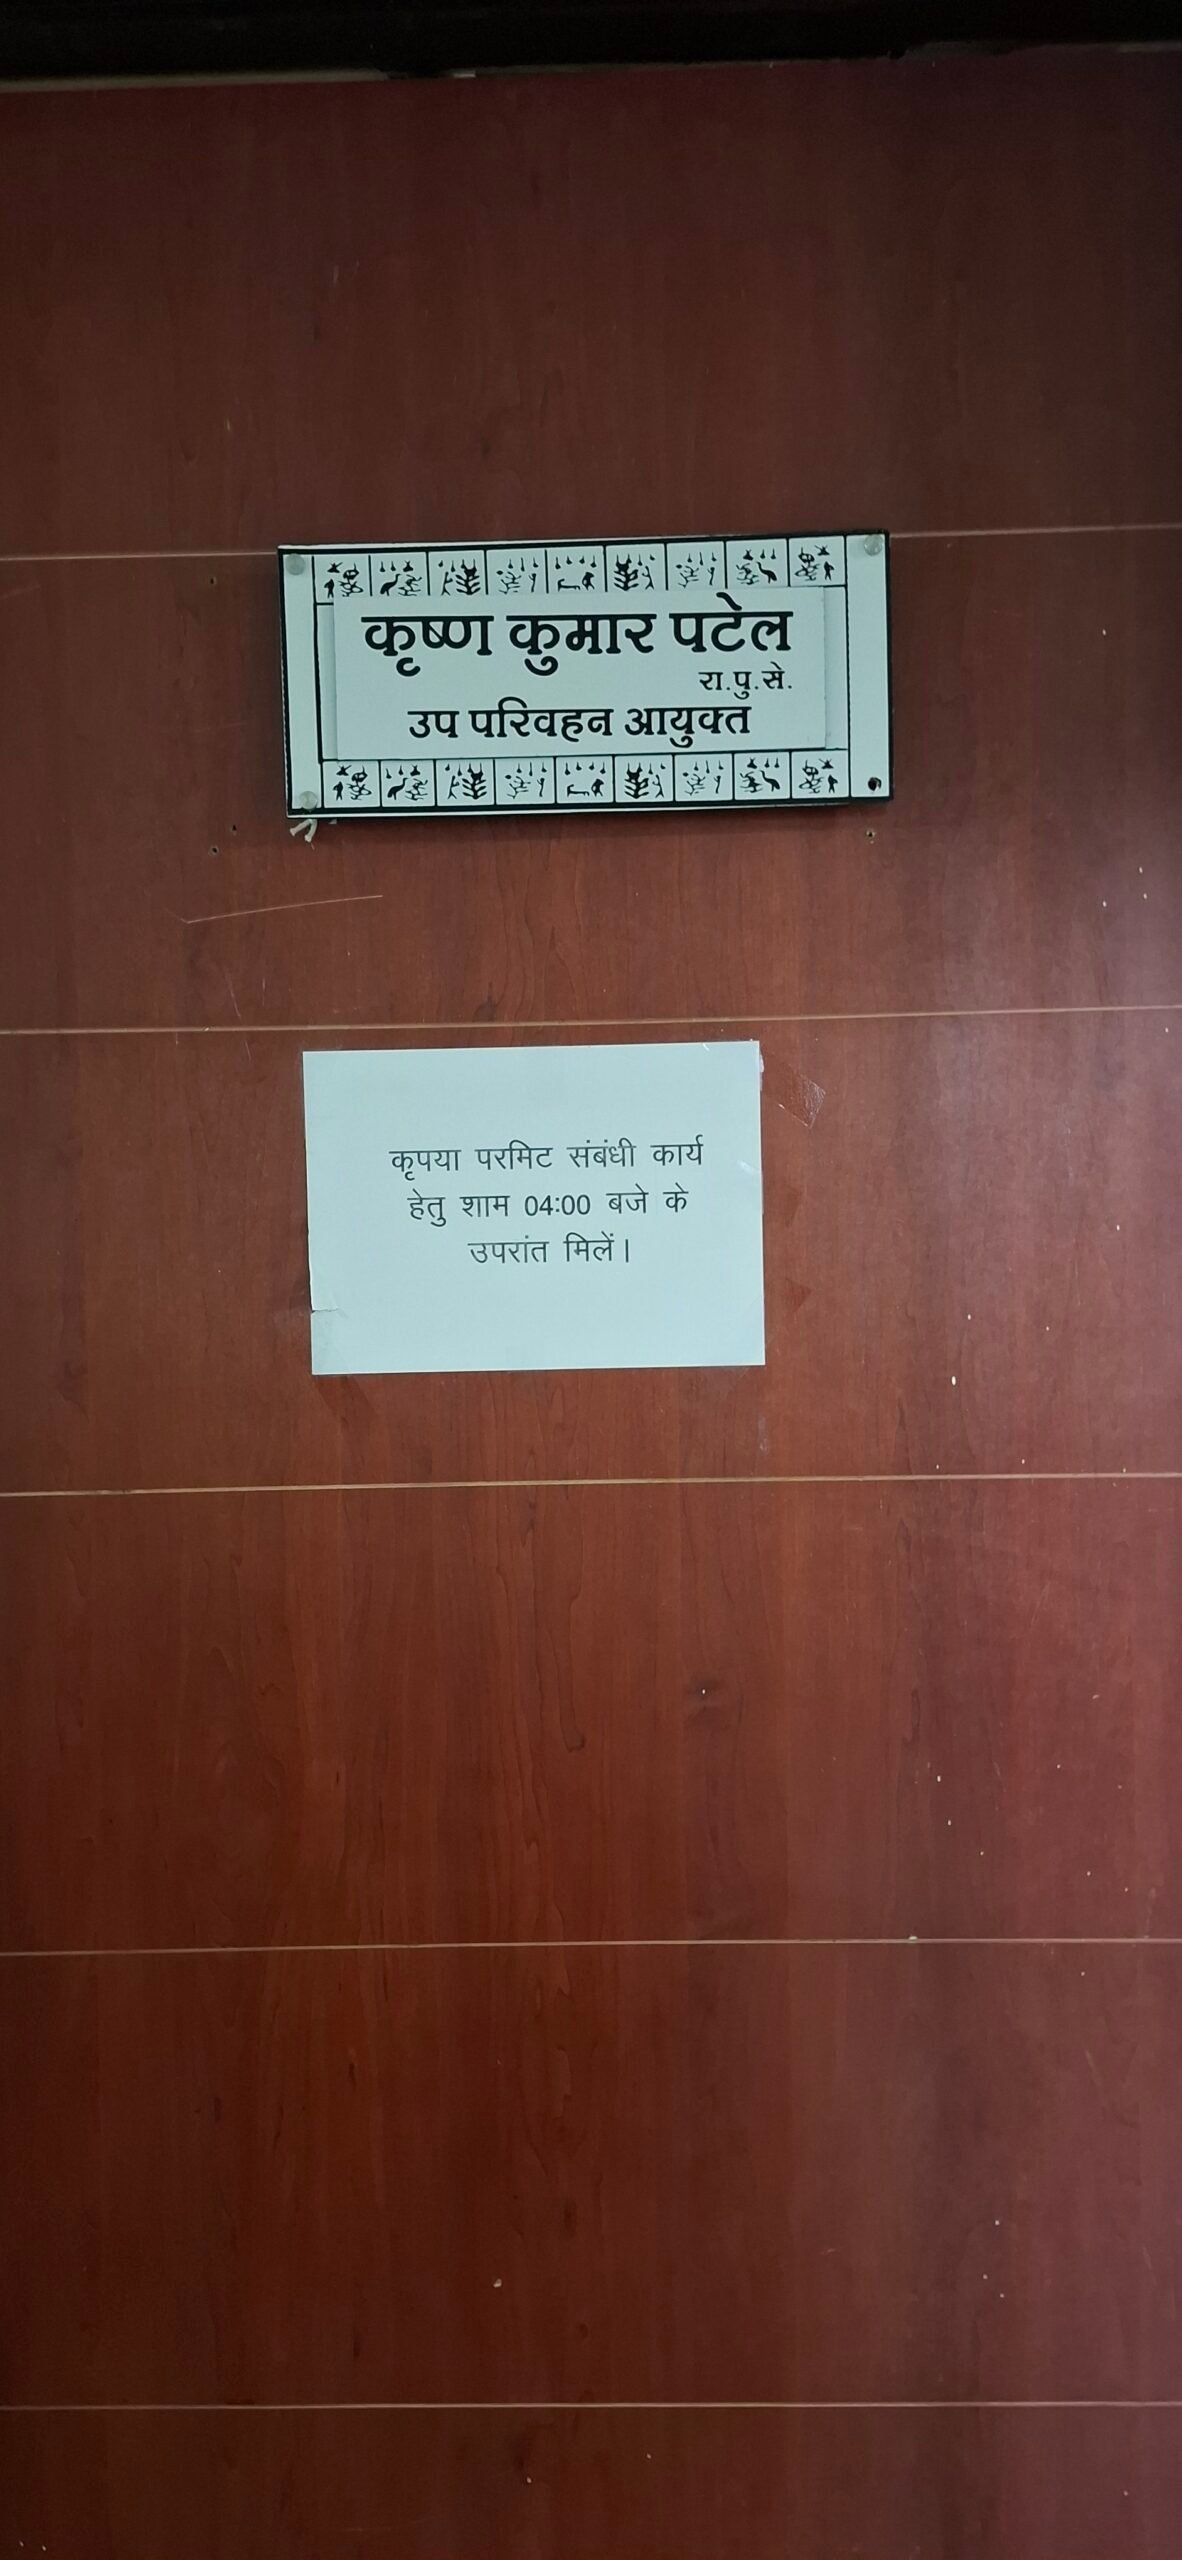 कृष्ण कुमार पटेल
रा.पु.से.
उप परिवहन आयुक्त
कृपया परमिट संबंधी कार्य
हेतु शाम 04:00 बजे के
उपरांत मिलें।